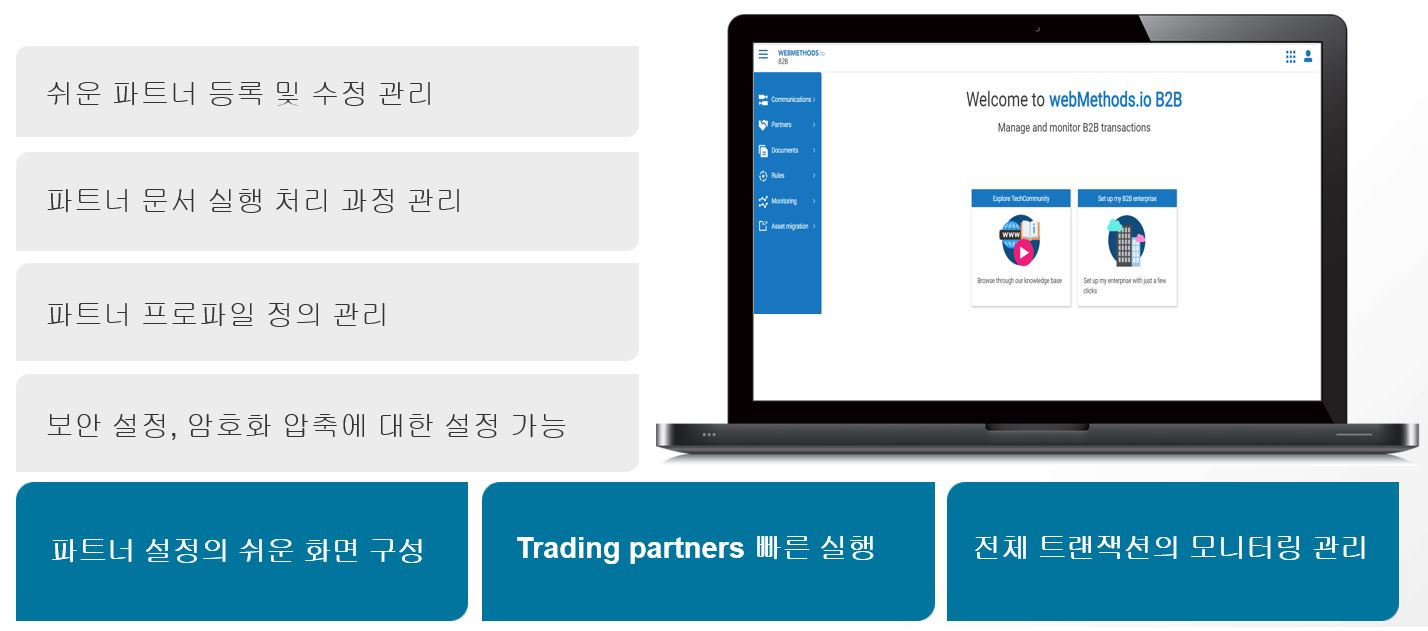 쉬운 파트너 등록 및 수정 관리
파트너 문서 실행 처리 과정 관리
파트너 프로파일 정의 관리
보안 설정, 암호화 압축에 대한 설정 가능
WEBMETHODS.io
B2B
Communications
Partners
Documents
Rules
Monitoring
Asset migration
Welcome to webMethods.io B2B
Manage and monitor B2B transactions
Explore TechCommunity
WWW
Browse through our knowledge base
Set up my B2B enterprise
Set up my enterprise with just a few
clicks
파트너 설정의 쉬운 화면 구성
Trading partners 빠른 실행
전체 트랜잭션의 모니터링 관리